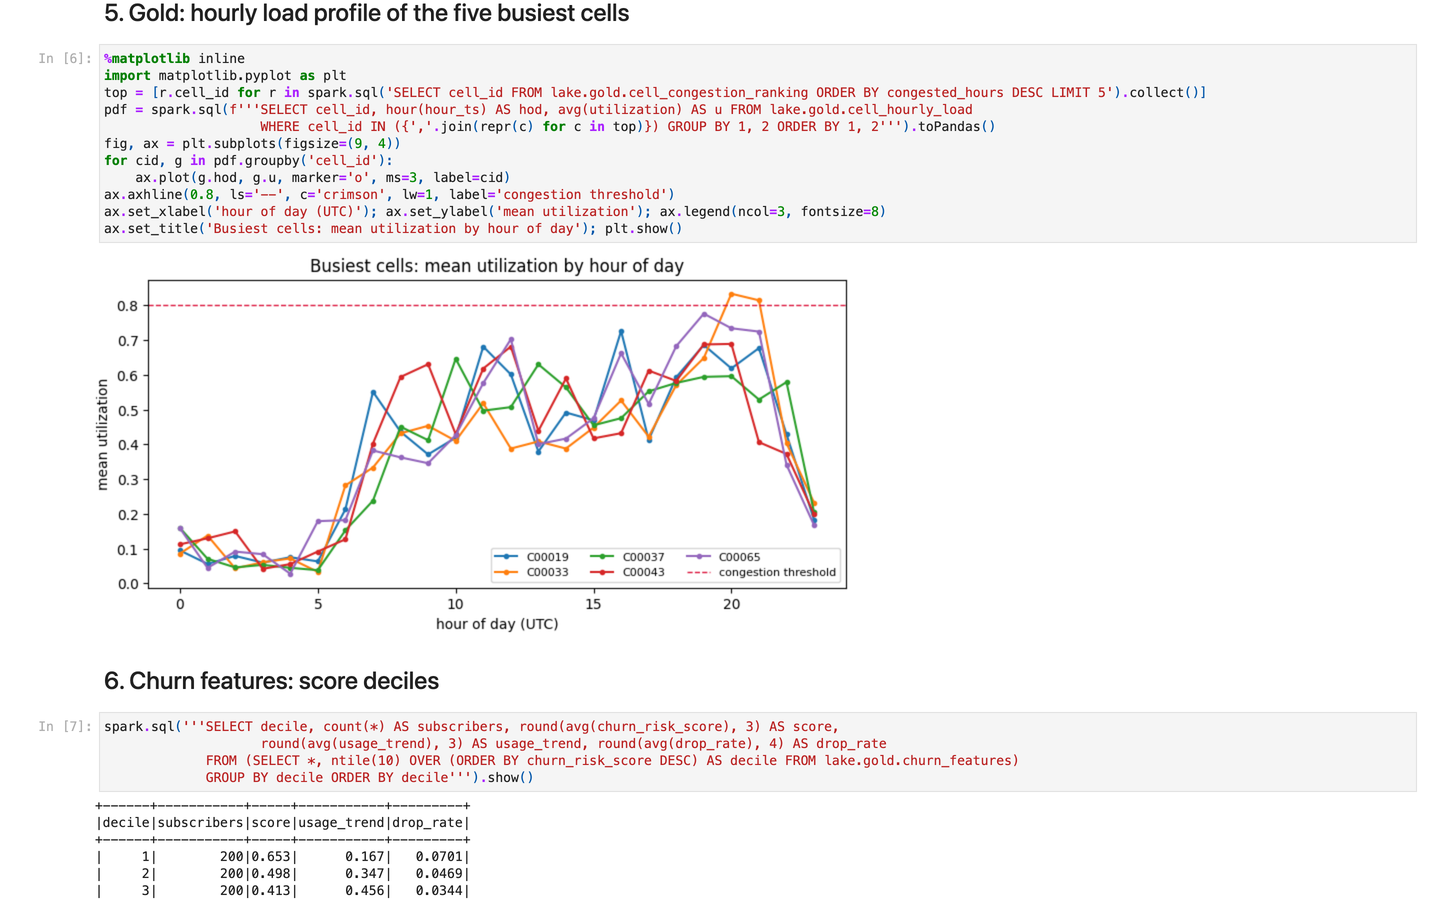 5. Gold: hourly load profile of the five busiest cells
In [6]:
%matplotlib inline
import matplotlib.pyplot as plt
top = [r.cell_id for r in spark.sql('SELECT cell_id FROM lake.gold.cell_congestion_ranking ORDER BY congested_hours DESC LIMIT 5').collect()]
pdf = spark.sql(f'''SELECT cell_id, hour(hour_ts) AS hod, avg(utilization) AS u FROM lake.gold.cell_hourly_load
                    WHERE cell_id IN ({','.join(repr(c) for c in top)}) GROUP BY 1, 2 ORDER BY 1, 2''').toPandas()
fig, ax = plt.subplots(figsize=(9, 4))
for cid, g in pdf.groupby('cell_id'):
    ax.plot(g.hod, g.u, marker='o', ms=3, label=cid)
ax.axhline(0.8, ls='--', c='crimson', lw=1, label='congestion threshold')
ax.set_xlabel('hour of day (UTC)'); ax.set_ylabel('mean utilization'); ax.legend(ncol=3, fontsize=8)
ax.set_title('Busiest cells: mean utilization by hour of day'); plt.show()
Busiest cells: mean utilization by hour of day
mean utilization
0.8
0.7
0.6
0.5
0.4
0.3
0.2
0.1
0.0
C00019 C00037 C00065
C00033 C00043 congestion threshold
0 5 10 15 20
hour of day (UTC)
6. Churn features: score deciles
In [7]:
spark.sql('''SELECT decile, count(*) AS subscribers, round(avg(churn_risk_score), 3) AS score,
                    round(avg(usage_trend), 3) AS usage_trend, round(avg(drop_rate), 4) AS drop_rate
             FROM (SELECT *, ntile(10) OVER (ORDER BY churn_risk_score DESC) AS decile FROM lake.gold.churn_features)
             GROUP BY decile ORDER BY decile''').show()
+------+-----------+-----+-----------+---------+
|decile|subscribers|score|usage_trend|drop_rate|
+------+-----------+-----+-----------+---------+
|     1|        200|0.653|      0.167|   0.0701|
|     2|        200|0.498|      0.347|   0.0469|
|     3|        200|0.413|      0.456|   0.0344|